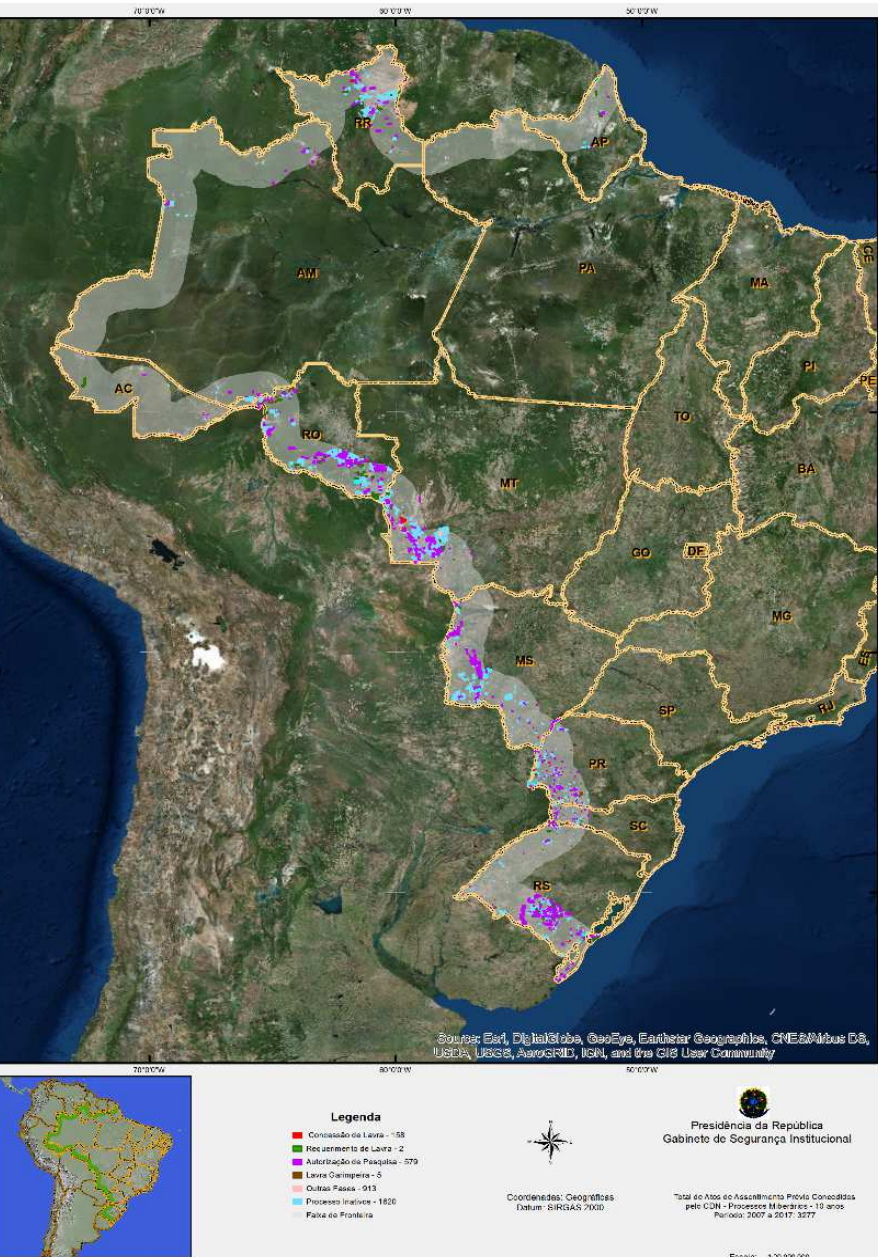 70°0'0"W 60°0'0"W 50°0'0"W
RR
AP
AM
PA
MA
CE
PI
PE
AC
TO
RO
BA
MT
GO
DF
MG
MS
ES
SP
RJ
PR
SC
RS
Source: Esri, DigitalGlobe, GeoEye, Earthstar Geographics, CNES/Airbus DS,
USDA, USGS, AeroGRID, IGN, and the GIS User Community
70°0'0"W 60°0'0"W 50°0'0"W
Legenda
Concessão de Lavra - 158
Requerimento de Lavra - 2
Autorização de Pesquisa - 579
Lavra Garimpeira - 5
Outras Fases - 913
Processo Inativos - 1620
Faixa de Fronteira
Coordenadas: Geográficas
Datum: SIRGAS 2000
Presidência da República
Gabinete de Segurança Institucional
Total de Atos de Assentimento Prévio Concedidos
pelo CDN - Processos Minerários - 10 anos
Período: 2007 a 2017: 3277